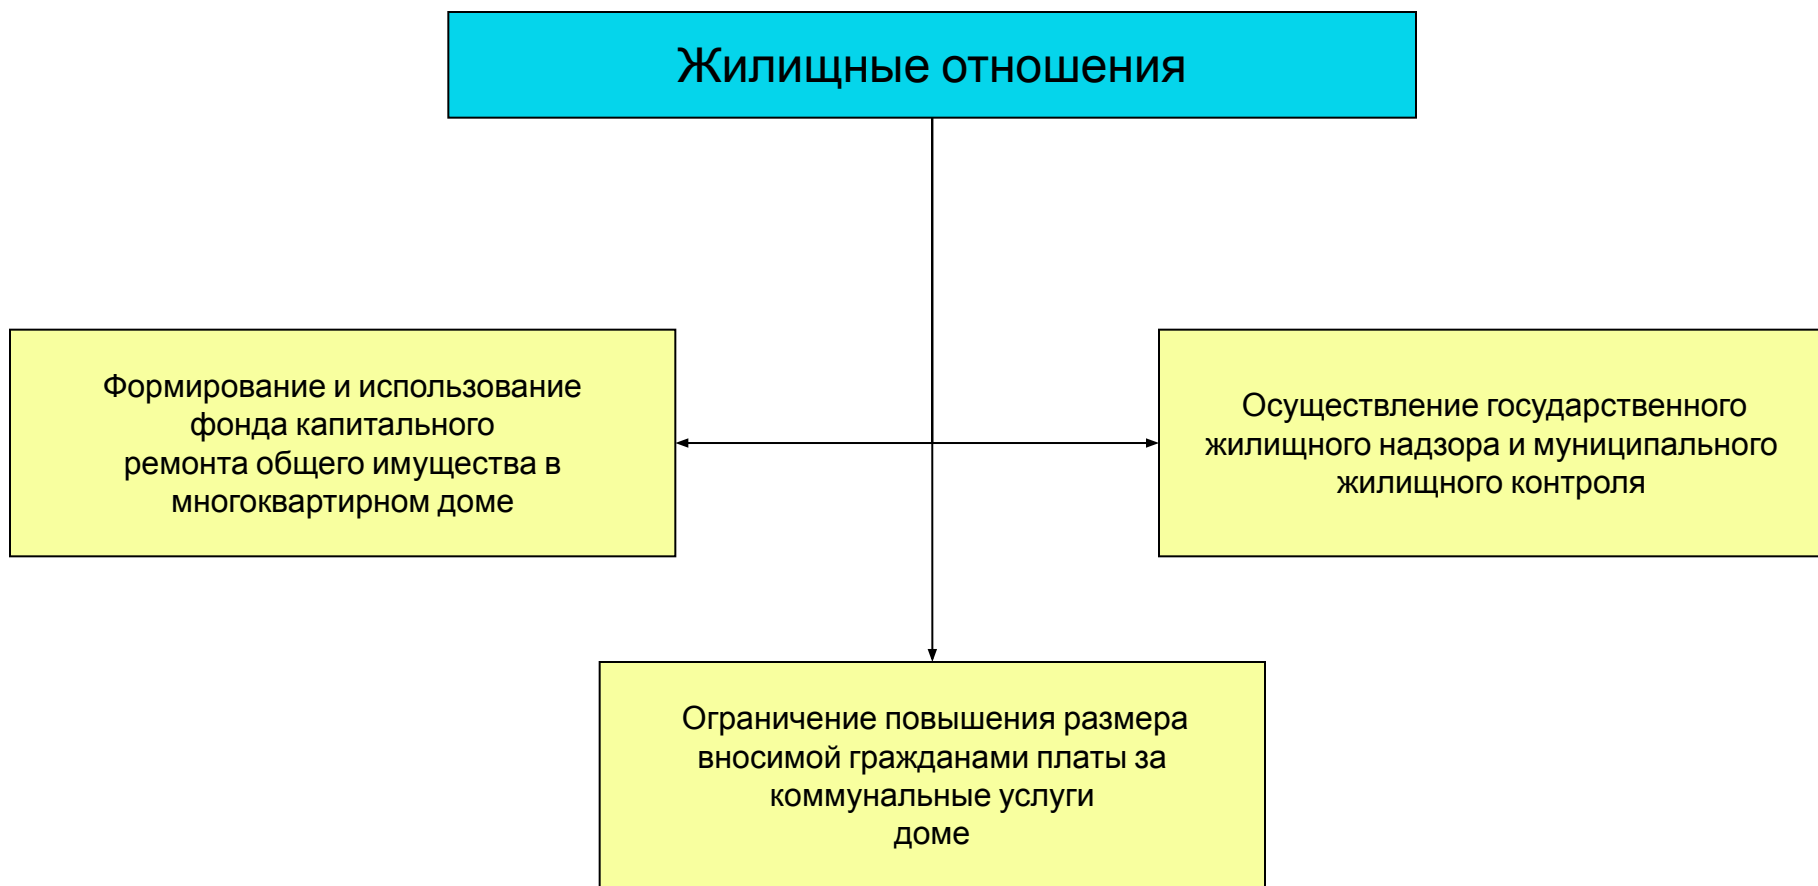 Жилищные отношения
Формирование и использование
фонда капитального
ремонта общего имущества в
многоквартирном доме
Осуществление государственного
жилищного надзора и муниципального
жилищного контроля
Ограничение повышения размера
вносимой гражданами платы за
коммунальные услуги
доме